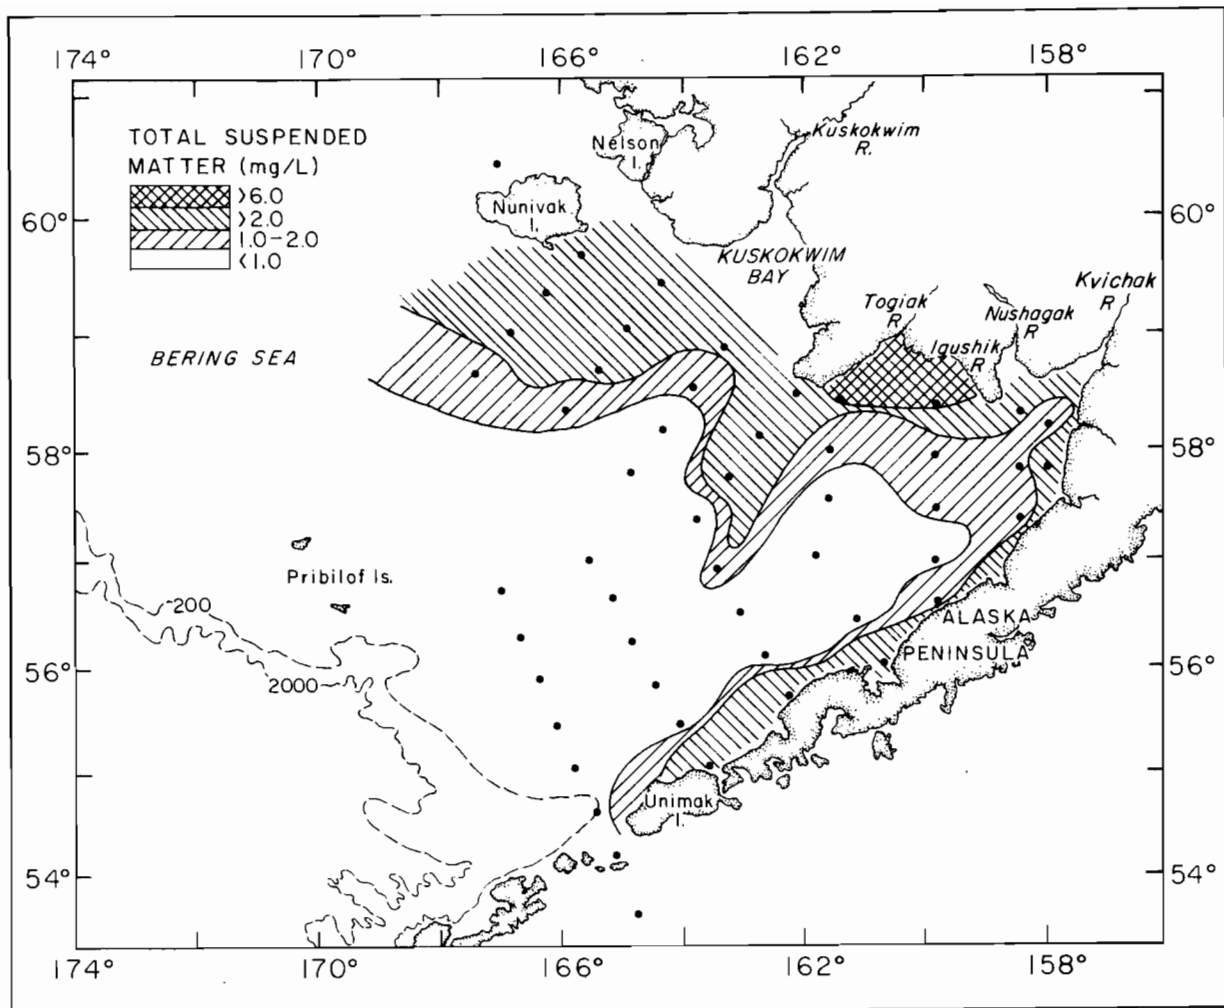 174°
170°
166°
162°
158°
TOTAL SUSPENDED
MATTER (mg/L)
>6.0
>2.0
1.0-2.0
<1.0
Nelson
I.
Kuskokwim
R.
Nunivak
I.
60°
60°
KUSKOKWIM
BAY
Togiak
R
Nushagak
R
Kvichak
R
Igushik
R
BERING SEA
58°
58°
Pribilof Is.
200
2000
ALASKA
PENINSULA
56°
56°
Unimak
I.
54°
54°
174°
170°
166°
162°
158°